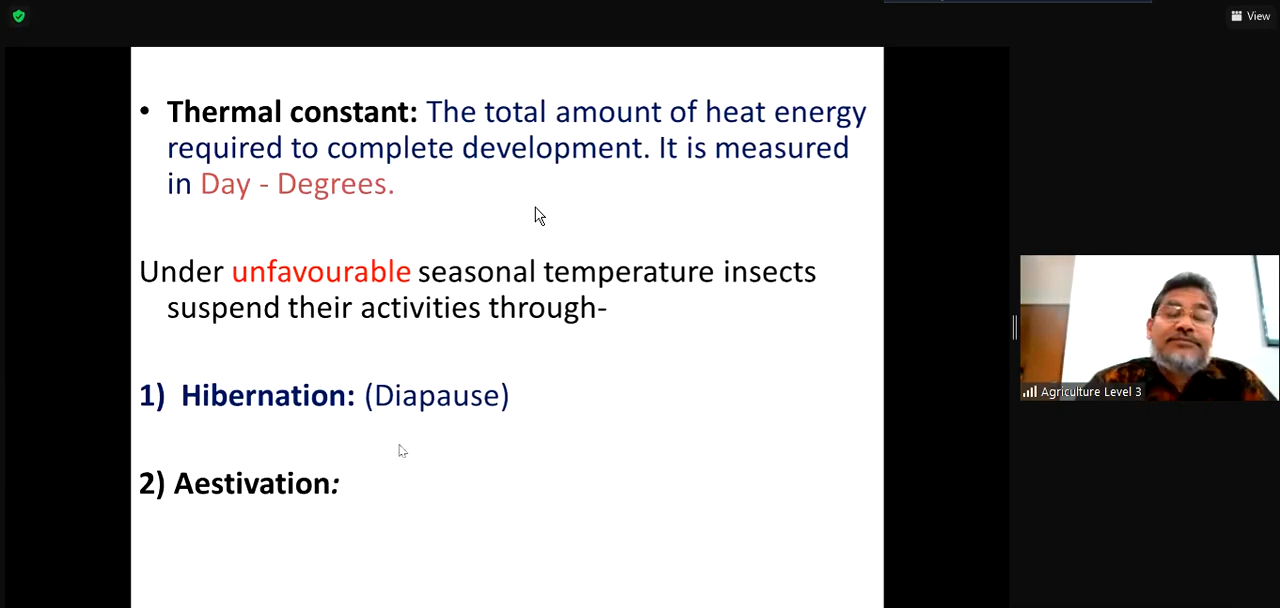 View
• Thermal constant: The total amount of heat energy
required to complete development. It is measured
in Day - Degrees.
Under unfavourable seasonal temperature insects
suspend their activities through-
1) Hibernation: (Diapause)
2) Aestivation:
Agriculture Level 3